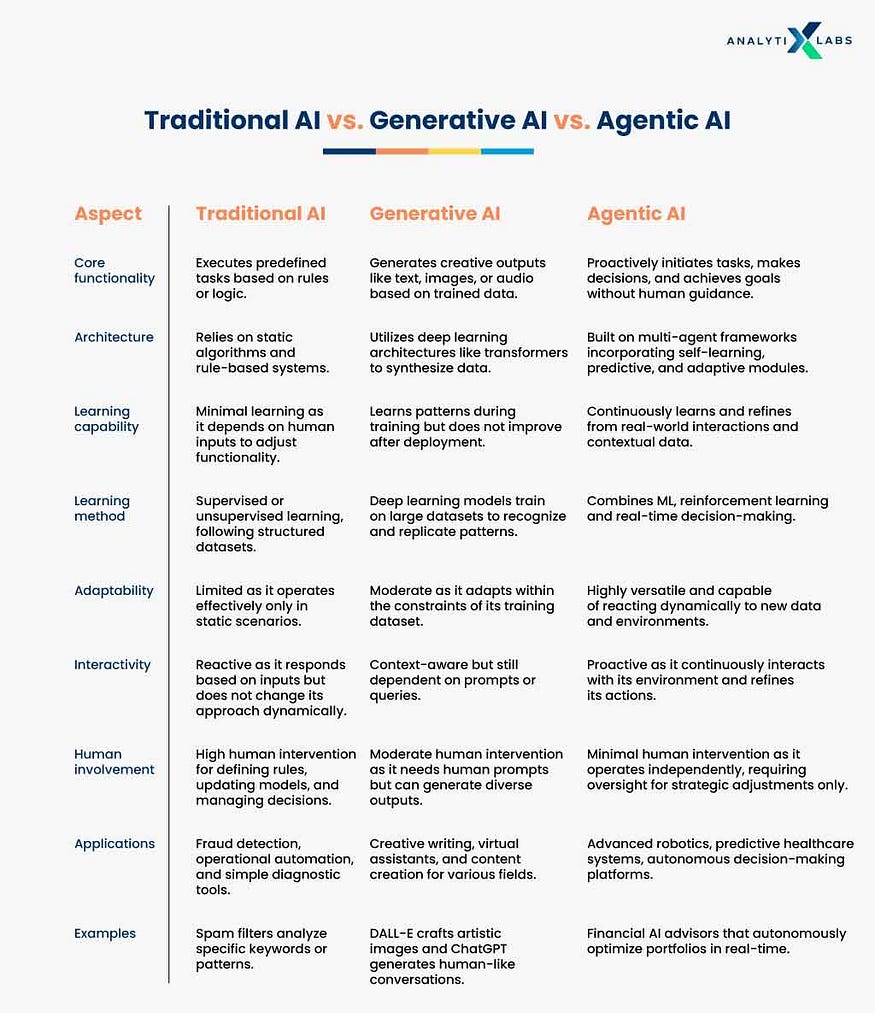 ANALYTIXLABS
Traditional AI vs. Generative AI vs. Agentic AI
Aspect
Traditional AI
Generative AI
Agentic AI
Core
functionality
Executes predefined
tasks based on rules
or logic.
Generates creative outputs
like text, images, or audio
based on trained data.
Proactively initiates tasks, makes
decisions, and achieves goals
without human guidance.
Architecture
Relies on static
algorithms and
rule-based systems.
Utilizes deep learning
architectures like transformers
to synthesize data.
Built on multi-agent frameworks
incorporating self-learning,
predictive, and adaptive modules.
Learning
capability
Minimal learning as
it depends on human
inputs to adjust
functionality.
Learns patterns during
training but does not improve
after deployment.
Continuously learns and refines
from real-world interactions and
contextual data.
Learning
method
Supervised or
unsupervised learning,
following structured
datasets.
Deep learning models train
on large datasets to recognize
and replicate patterns.
Combines ML, reinforcement learning
and real-time decision-making.
Adaptability
Limited as it operates
effectively only in
static scenarios.
Moderate as it adapts within
the constraints of its training
dataset.
Highly versatile and capable
of reacting dynamically to new data
and environments.
Interactivity
Reactive as it responds
based on inputs but
does not change its
approach dynamically.
Context-aware but still
dependent on prompts or
queries.
Proactive as it continuously interacts
with its environment and refines
its actions.
Human
involvement
High human intervention
for defining rules,
updating models, and
managing decisions.
Moderate human intervention
as it needs human prompts
but can generate diverse
outputs.
Minimal human intervention as it
operates independently, requiring
oversight for strategic adjustments only.
Applications
Fraud detection,
operational automation,
and simple diagnostic
tools.
Creative writing, virtual
assistants, and content
creation for various fields.
Advanced robotics, predictive healthcare
systems, autonomous decision-making
platforms.
Examples
Spam filters analyze
specific keywords or
patterns.
DALL-E crafts artistic
images and ChatGPT
generates human-like
conversations.
Financial AI advisors that autonomously
optimize portfolios in real-time.